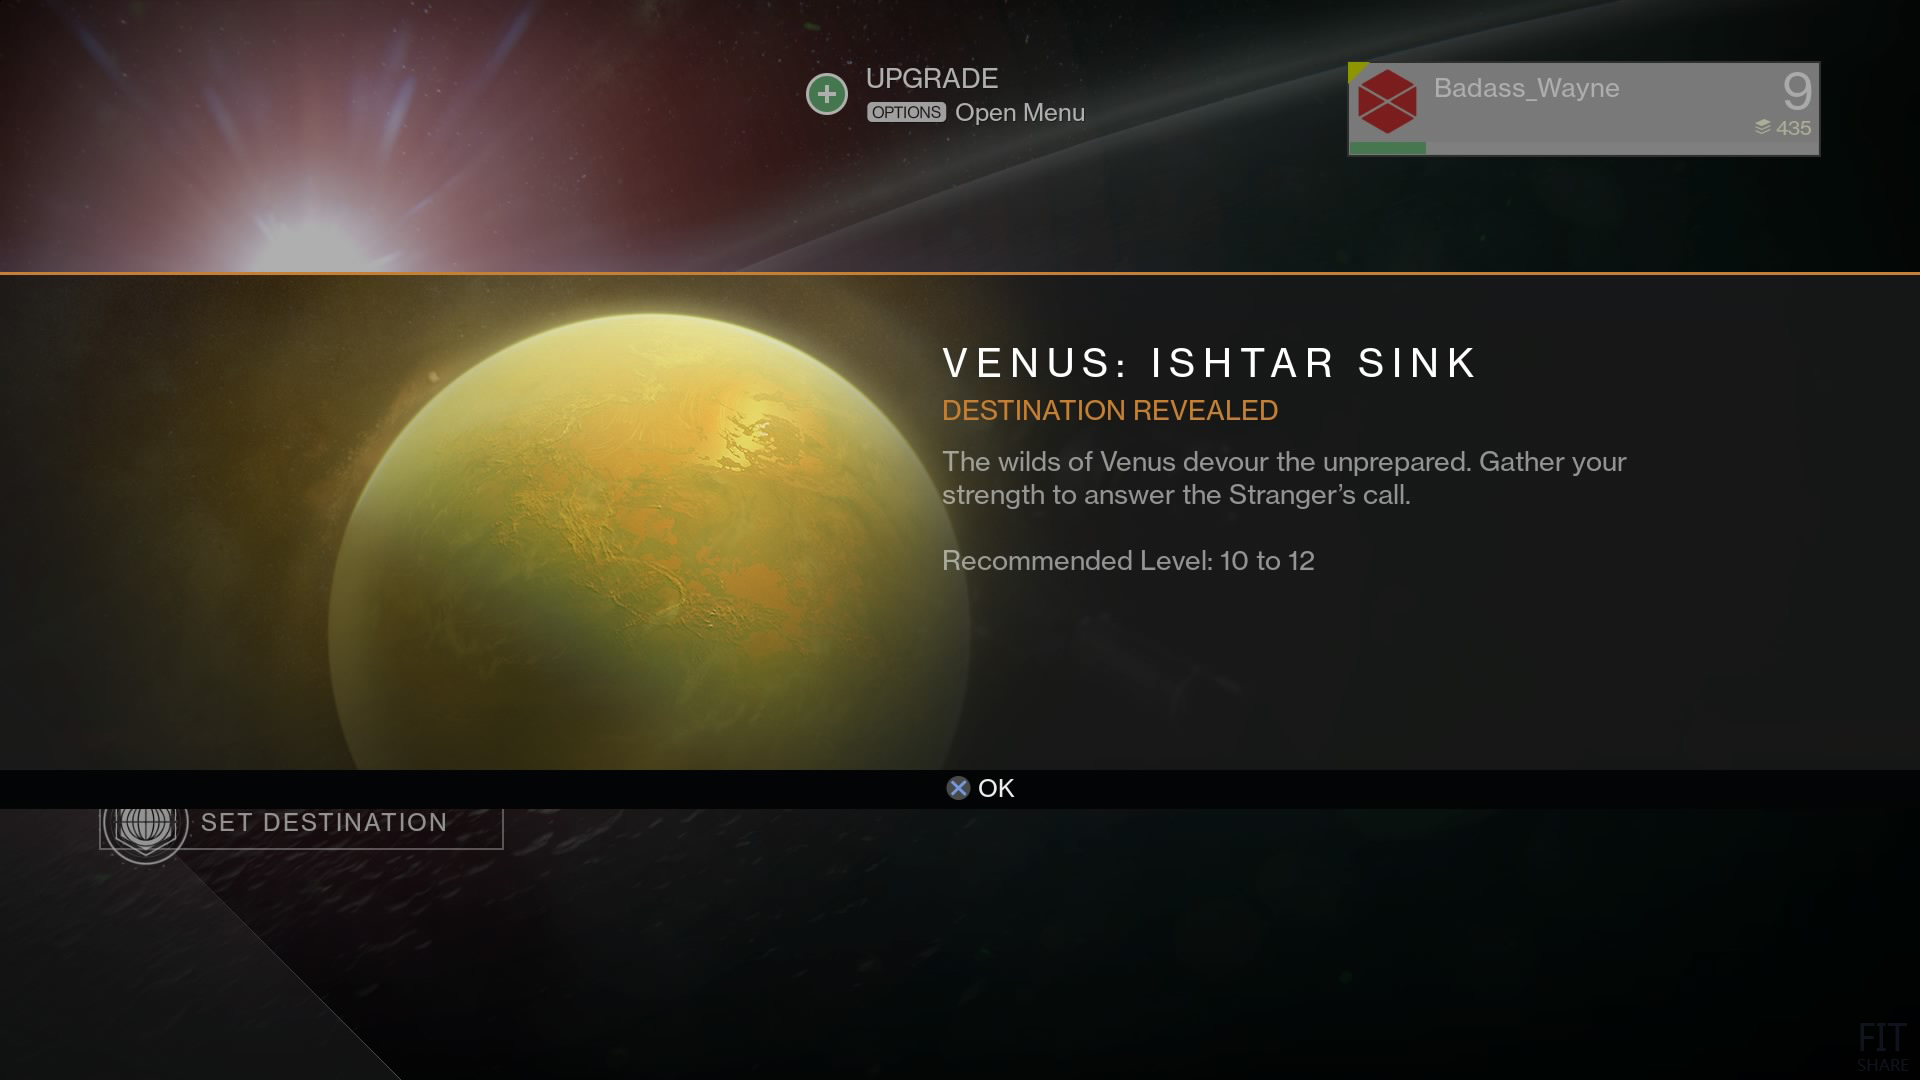 UPGRADE
OPTIONS Open Menu
Badass_Wayne
9
435
VENUS: ISHTAR SINK
DESTINATION REVEALED
The wilds of Venus devour the unprepared. Gather your
strength to answer the Stranger’s call.
Recommended Level: 10 to 12
OK
SET DESTINATION
FIT
SHARE